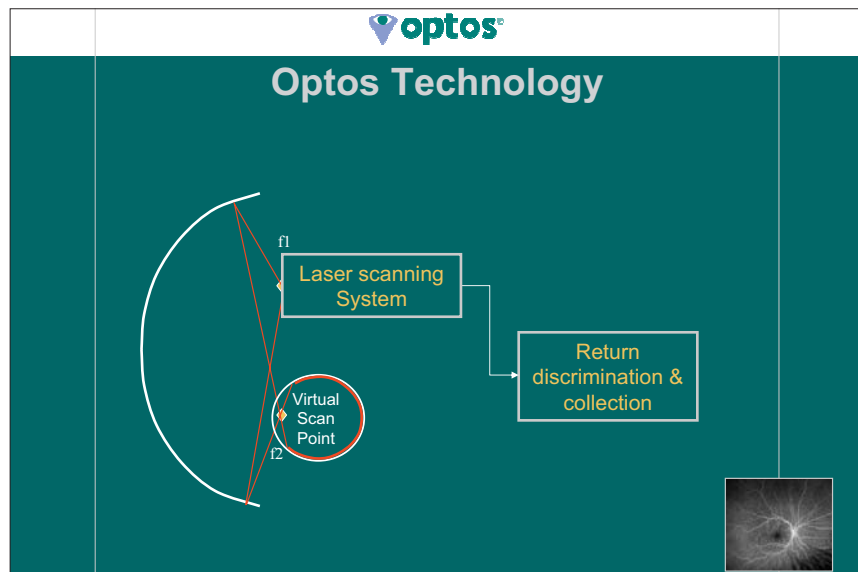 optos©
Optos Technology
f1
Laser scanning
System
Return
discrimination &
collection
Virtual
Scan
Point
f2